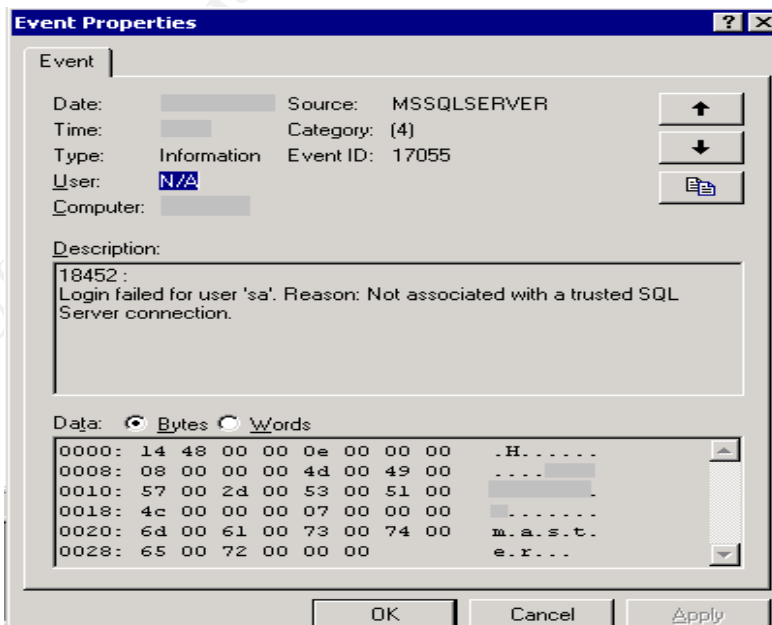 Event Properties
Event
Date:
Source: MSSQLSERVER
Time:
Category: (4)
Type: Information Event ID: 17055
User: N/A
Computer:
Description:
18452 :
Login failed for user 'sa'. Reason: Not associated with a trusted SQL
Server connection.
Data: Bytes Words
0000: 14 48 00 00 0e 00 00 00 .H......
0008: 08 00 00 00 4d 00 49 00 ....
0010: 57 00 2d 00 53 00 51 00 .
0018: 4c 00 00 00 07 00 00 00 .......
0020: 6d 00 61 00 73 00 74 00 m.a.s.t.
0028: 65 00 72 00 00 00 e.r...
OK Cancel Apply